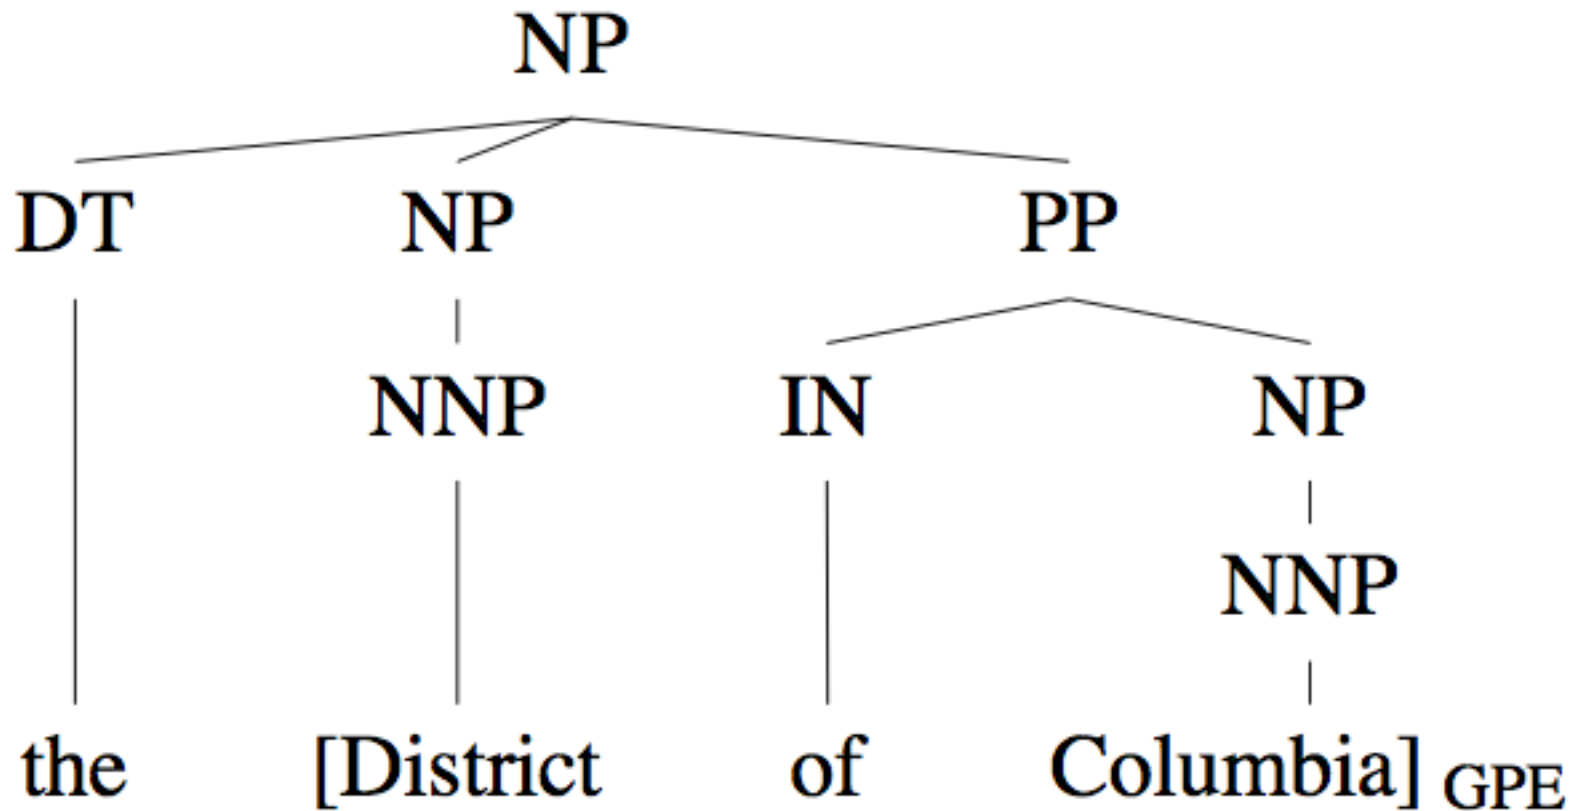 NP
DT NP PP
NNP IN NP
NNP
the [District of Columbia] GPE